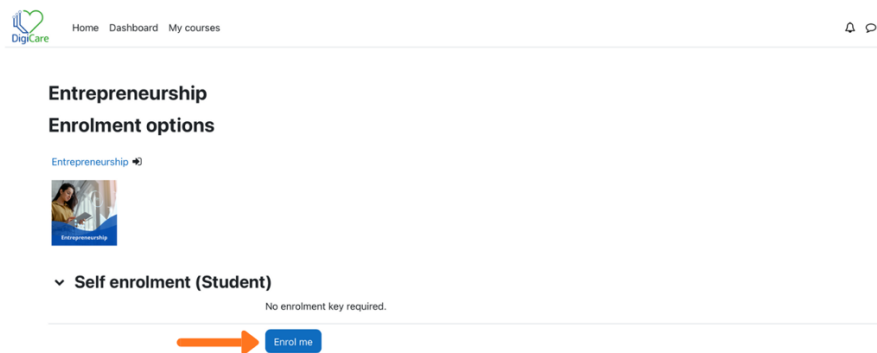 DigiCare
Home Dashboard My courses
Entrepreneurship
Enrolment options
Entrepreneurship
Entrepreneurship
Self enrolment (Student)
No enrolment key required.
Enrol me